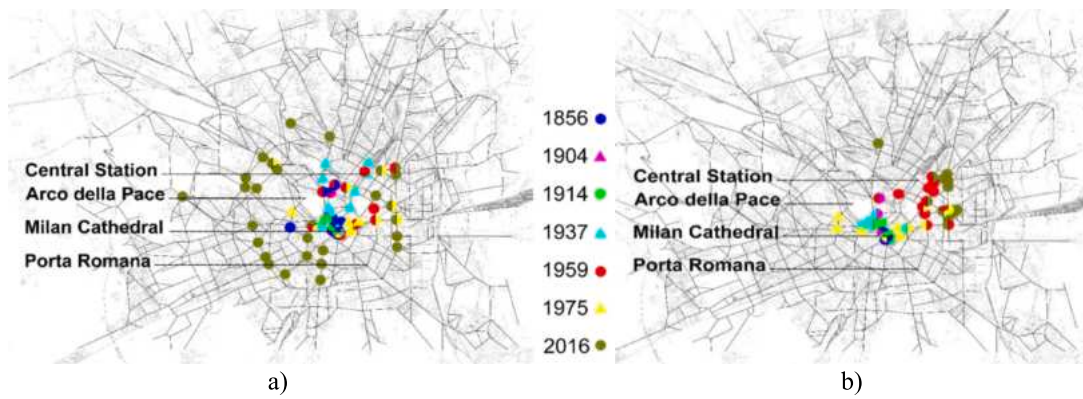 Central Station
Arco della Pace
Milan Cathedral
Porta Romana
1856
1904
1914
1937
1959
1975
2016
Central Station
Arco della Pace
Milan Cathedral
Porta Romana
a)
b)